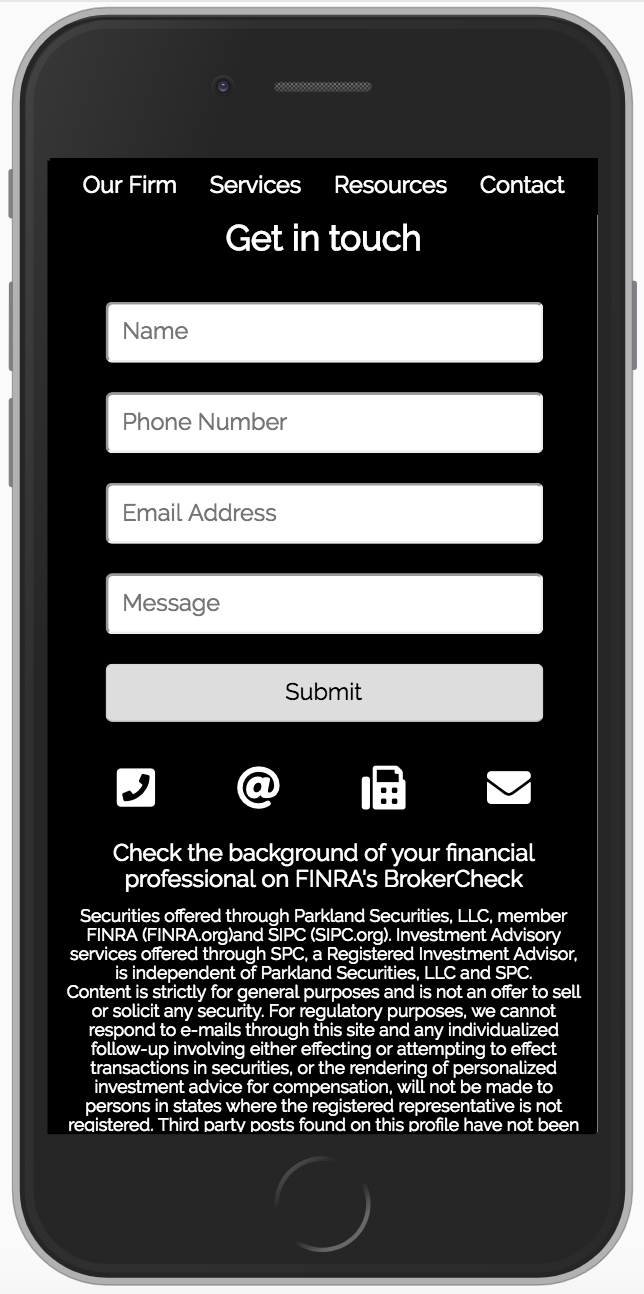 Our Firm Services Resources Contact
Get in touch
Name
Phone Number
Email Address
Message
Submit
@
Check the background of your financial
professional on FINRA's BrokerCheck
Securities offered through Parkland Securities, LLC, member
FINRA (FINRA.org)and SIPC (SIPC.org). Investment Advisory
services offered through SPC, a Registered Investment Advisor,
is independent of Parkland Securities, LLC and SPC.
Content is strictly for general purposes and is not an offer to sell
or solicit any security. For regulatory purposes, we cannot
respond to e-mails through this site and any individualized
follow-up involving either effecting or attempting to effect
transactions in securities, or the rendering of personalized
investment advice for compensation, will not be made to
persons in states where the registered representative is not
registered. Third party posts found on this profile have not been